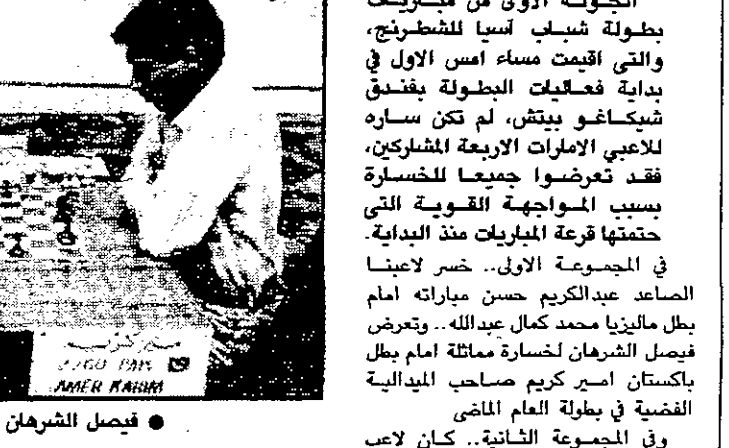 الجولة الاولى من مباريات
بطولة شباب آسيا للشطرنج،
والتي اقيمت مساء امس الاول في
بداية فعاليات البطولة بفندق
شيكاغو بيتش، لم تكن ساره
للاعبي الامارات الاربعة المشاركين،
فقد تعرضوا جميعا للخسارة
بسبب المواجهة القوية التي
حتمتها قرعة المباريات منذ البداية.
في المجموعة الاولى.. خسر لاعبنا
الصاعد عبدالكريم حسن مباراته امام
بطل ماليزيا محمد كمال عبدالله.. وتعرض
فيصل الشرهان لخسارة مماثلة امام بطل
باكستان امير كريم صاحب الميدالية
الفضية في بطولة العام الماضي
وفي المجموعة الثانية.. كان لاعب
PAK
AMER KARIM
● فيصل الشرهان